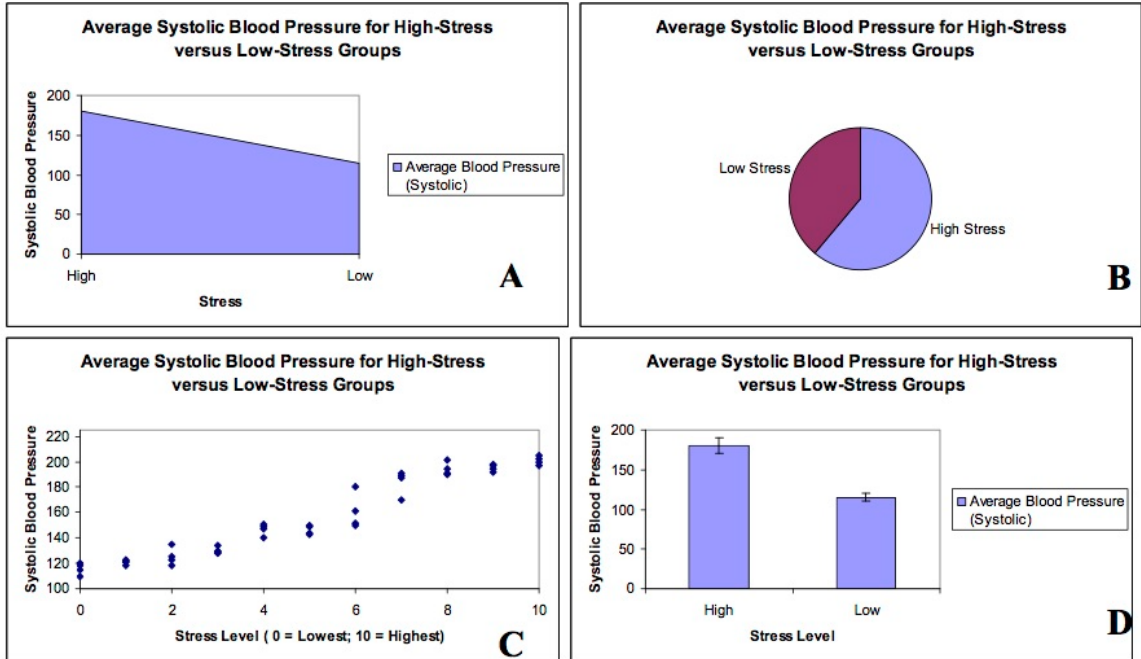 Average Systolic Blood Pressure for High-Stress
versus Low-Stress Groups
Systolic Blood Pressure
200
150
100
50
0
High
Low
Stress
Average Blood Pressure
(Systolic)
A
Average Systolic Blood Pressure for High-Stress
versus Low-Stress Groups
Low Stress
High Stress
B
Average Systolic Blood Pressure for High-Stress
versus Low-Stress Groups
Systolic Blood Pressure
220
200
180
160
140
120
100
0 2 4 6 8 10
Stress Level ( 0 = Lowest; 10 = Highest)
C
Average Systolic Blood Pressure for High-Stress
versus Low-Stress Groups
Systolic Blood Pressure
200
150
100
50
0
High
Low
Stress Level
Average Blood Pressure
(Systolic)
D